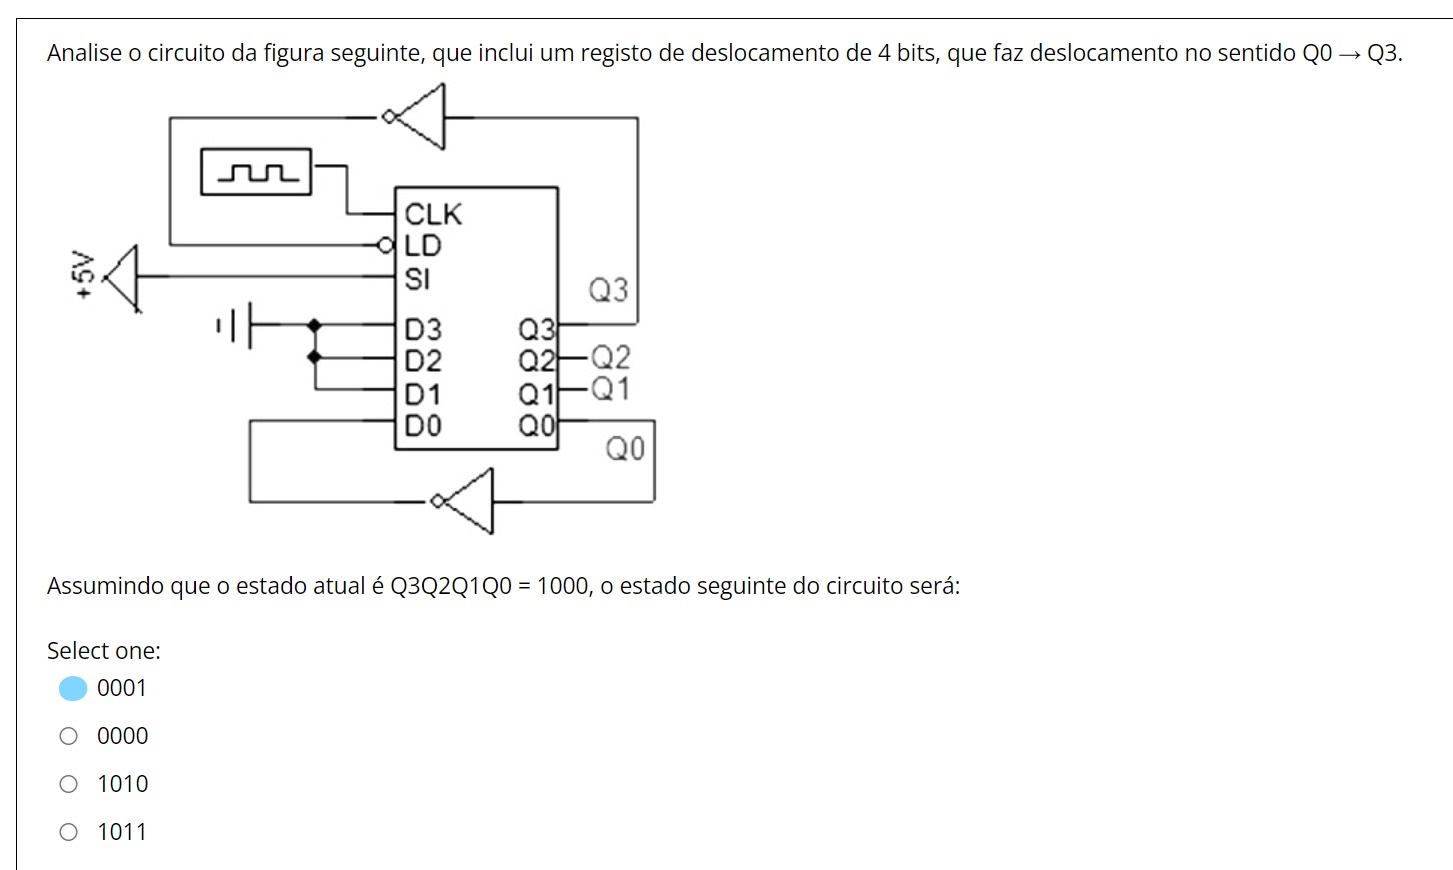 Analise o circuito da figura seguinte, que inclui um registo de deslocamento de 4 bits, que faz deslocamento no sentido Q0 → Q3.
CLK
LD
+5V
SI
Q3
D3 Q3
D2 Q2 Q2
D1 Q1 Q1
D0 Q0
Q0
Assumindo que o estado atual é Q3Q2Q1Q0 = 1000, o estado seguinte do circuito será:
Select one:
0001
0000
1010
1011